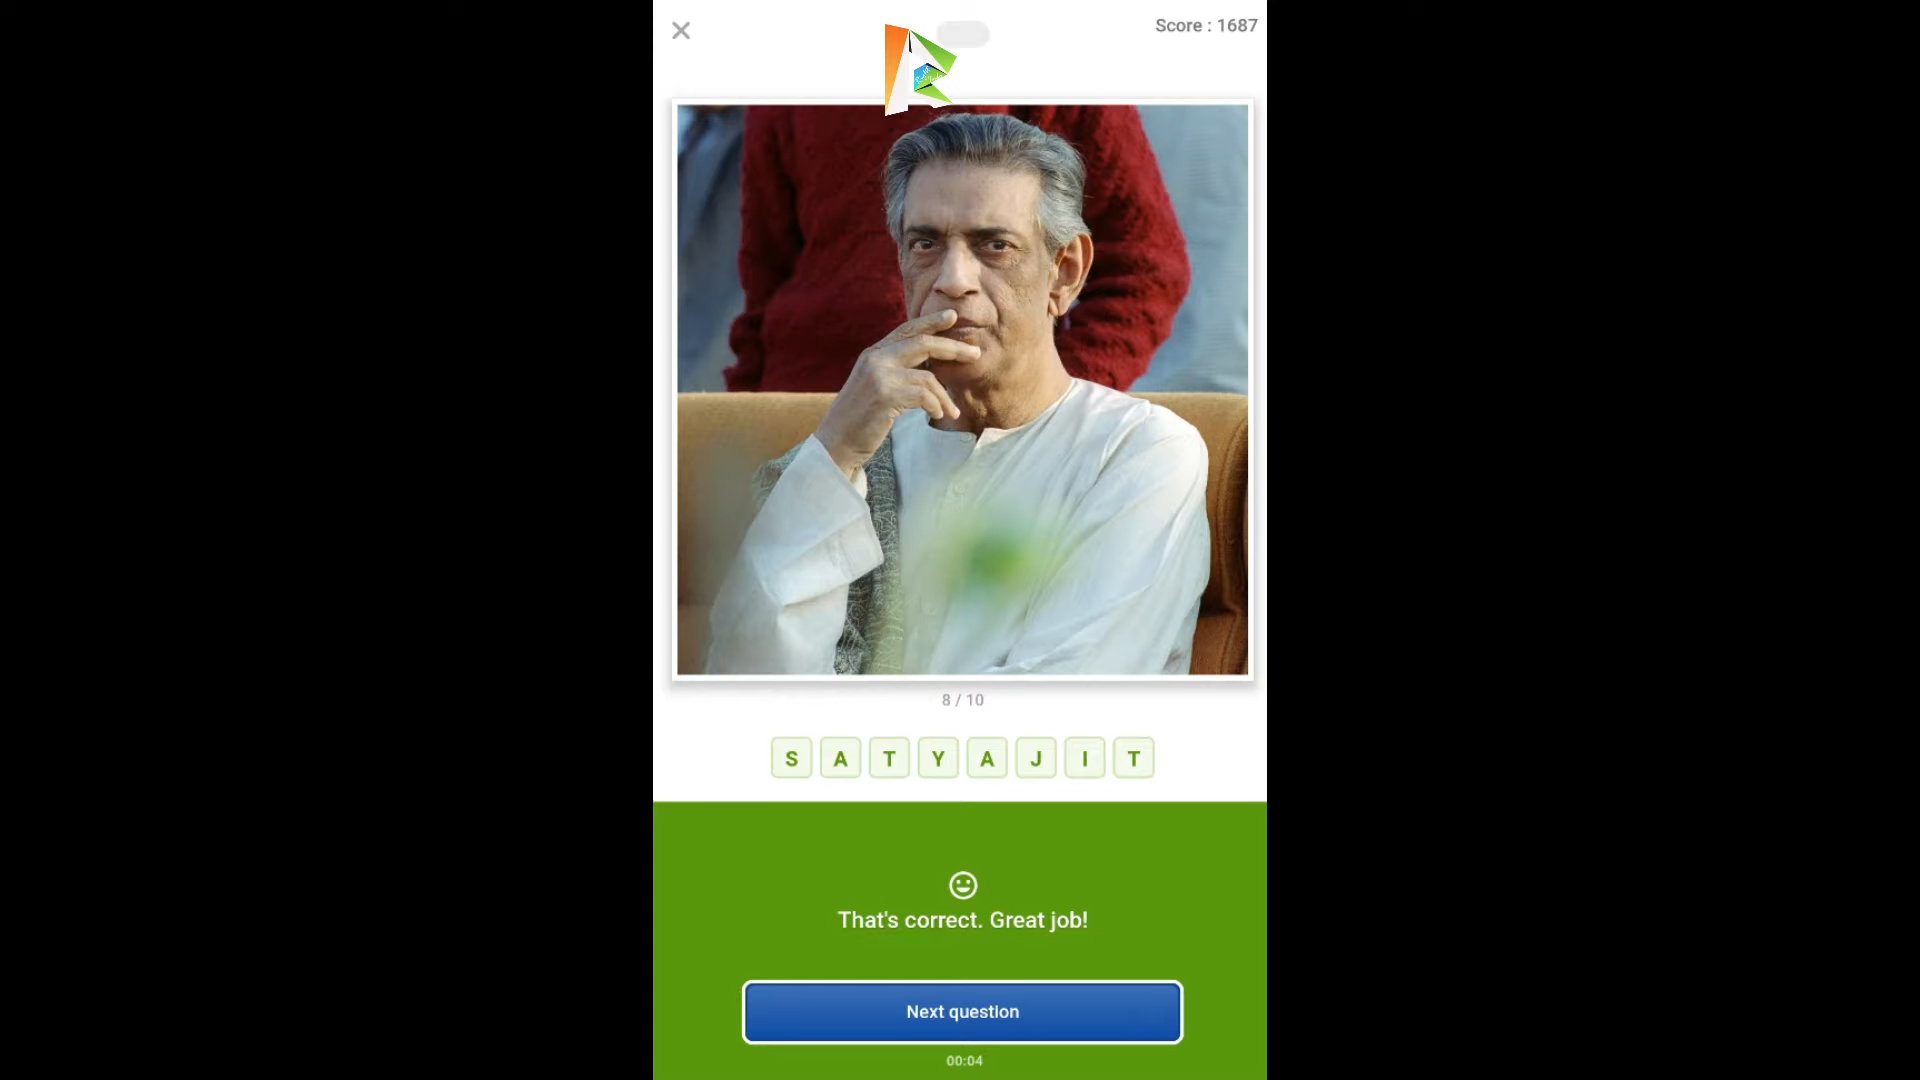 Score : 1687
8 / 10
S A T Y A J I T
That's correct. Great job!
Next question
00:04